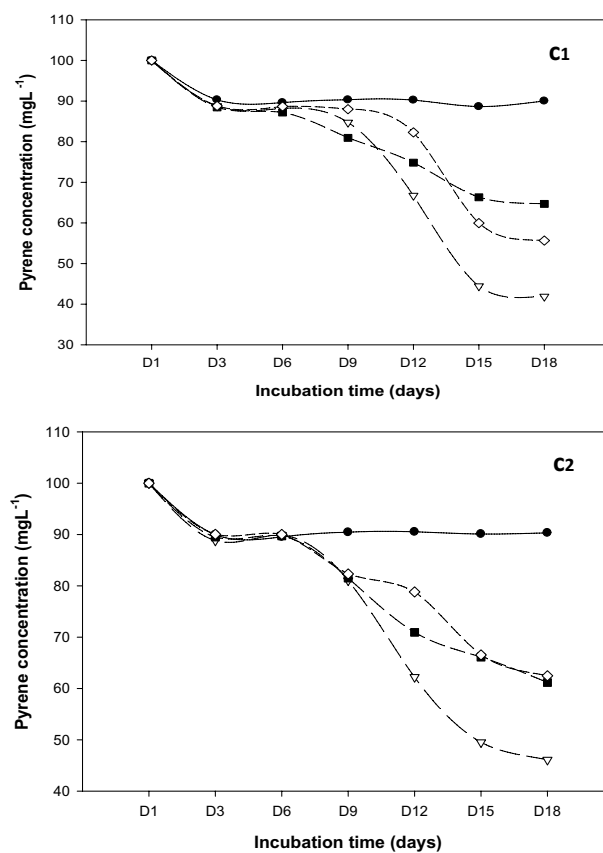 C1
Pyrene concentration (mgL⁻¹)
110
100
90
80
70
60
50
40
30
D1 D3 D6 D9 D12 D15 D18
Incubation time (days)
C2
Pyrene concentration (mgL⁻¹)
110
100
90
80
70
60
50
40
D1 D3 D6 D9 D12 D15 D18
Incubation time (days)